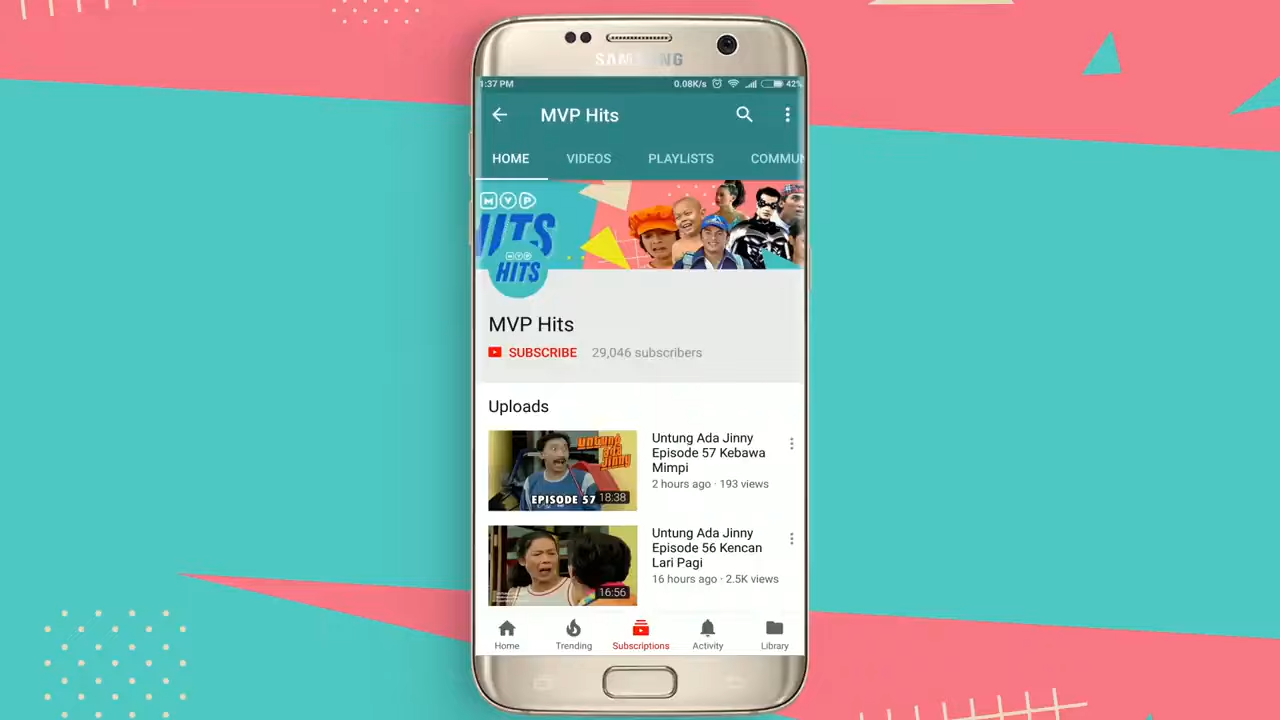 SAMSUNG
1:37 PM 0.08K/s 42%
MVP Hits
HOME VIDEOS PLAYLISTS COMMUN
MVP
HITS
MVP
HITS
MVP Hits
SUBSCRIBE 29,046 subscribers
Uploads
UNTUNG
ADA
JINNY
EPISODE 57 18:38
Untung Ada Jinny
Episode 57 Kebawa
Mimpi
2 hours ago · 193 views
16:56
Untung Ada Jinny
Episode 56 Kencan
Lari Pagi
16 hours ago · 2.5K views
Home Trending Subscriptions Activity Library